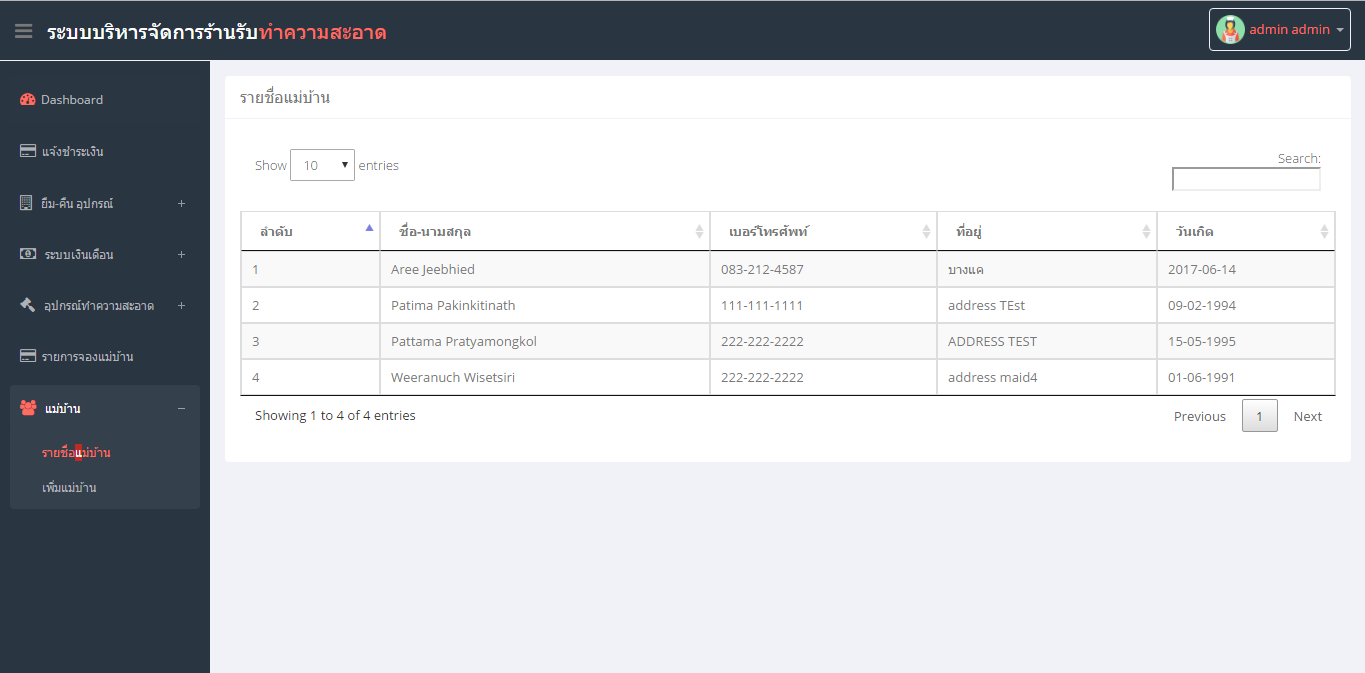 ระบบบริหารจัดการร้านรับทำความสะอาด
admin admin
Dashboard
แจ้งชำระเงิน
ยืม-คืน อุปกรณ์ +
ระบบเงินเดือน +
อุปกรณ์ทำความสะอาด +
รายการจองแม่บ้าน
แม่บ้าน −
รายชื่อแม่บ้าน
เพิ่มแม่บ้าน
รายชื่อแม่บ้าน
Show 10 entries
Search:
ลำดับ ชื่อ-นามสกุล เบอร์โทรศัพท์ ที่อยู่ วันเกิด
1 Aree Jeebhied 083-212-4587 บางแค 2017-06-14
2 Patima Pakinkitinath 111-111-1111 address TEst 09-02-1994
3 Pattama Pratyamongkol 222-222-2222 ADDRESS TEST 15-05-1995
4 Weeranuch Wisetsiri 222-222-2222 address maid4 01-06-1991
Showing 1 to 4 of 4 entries
Previous 1 Next